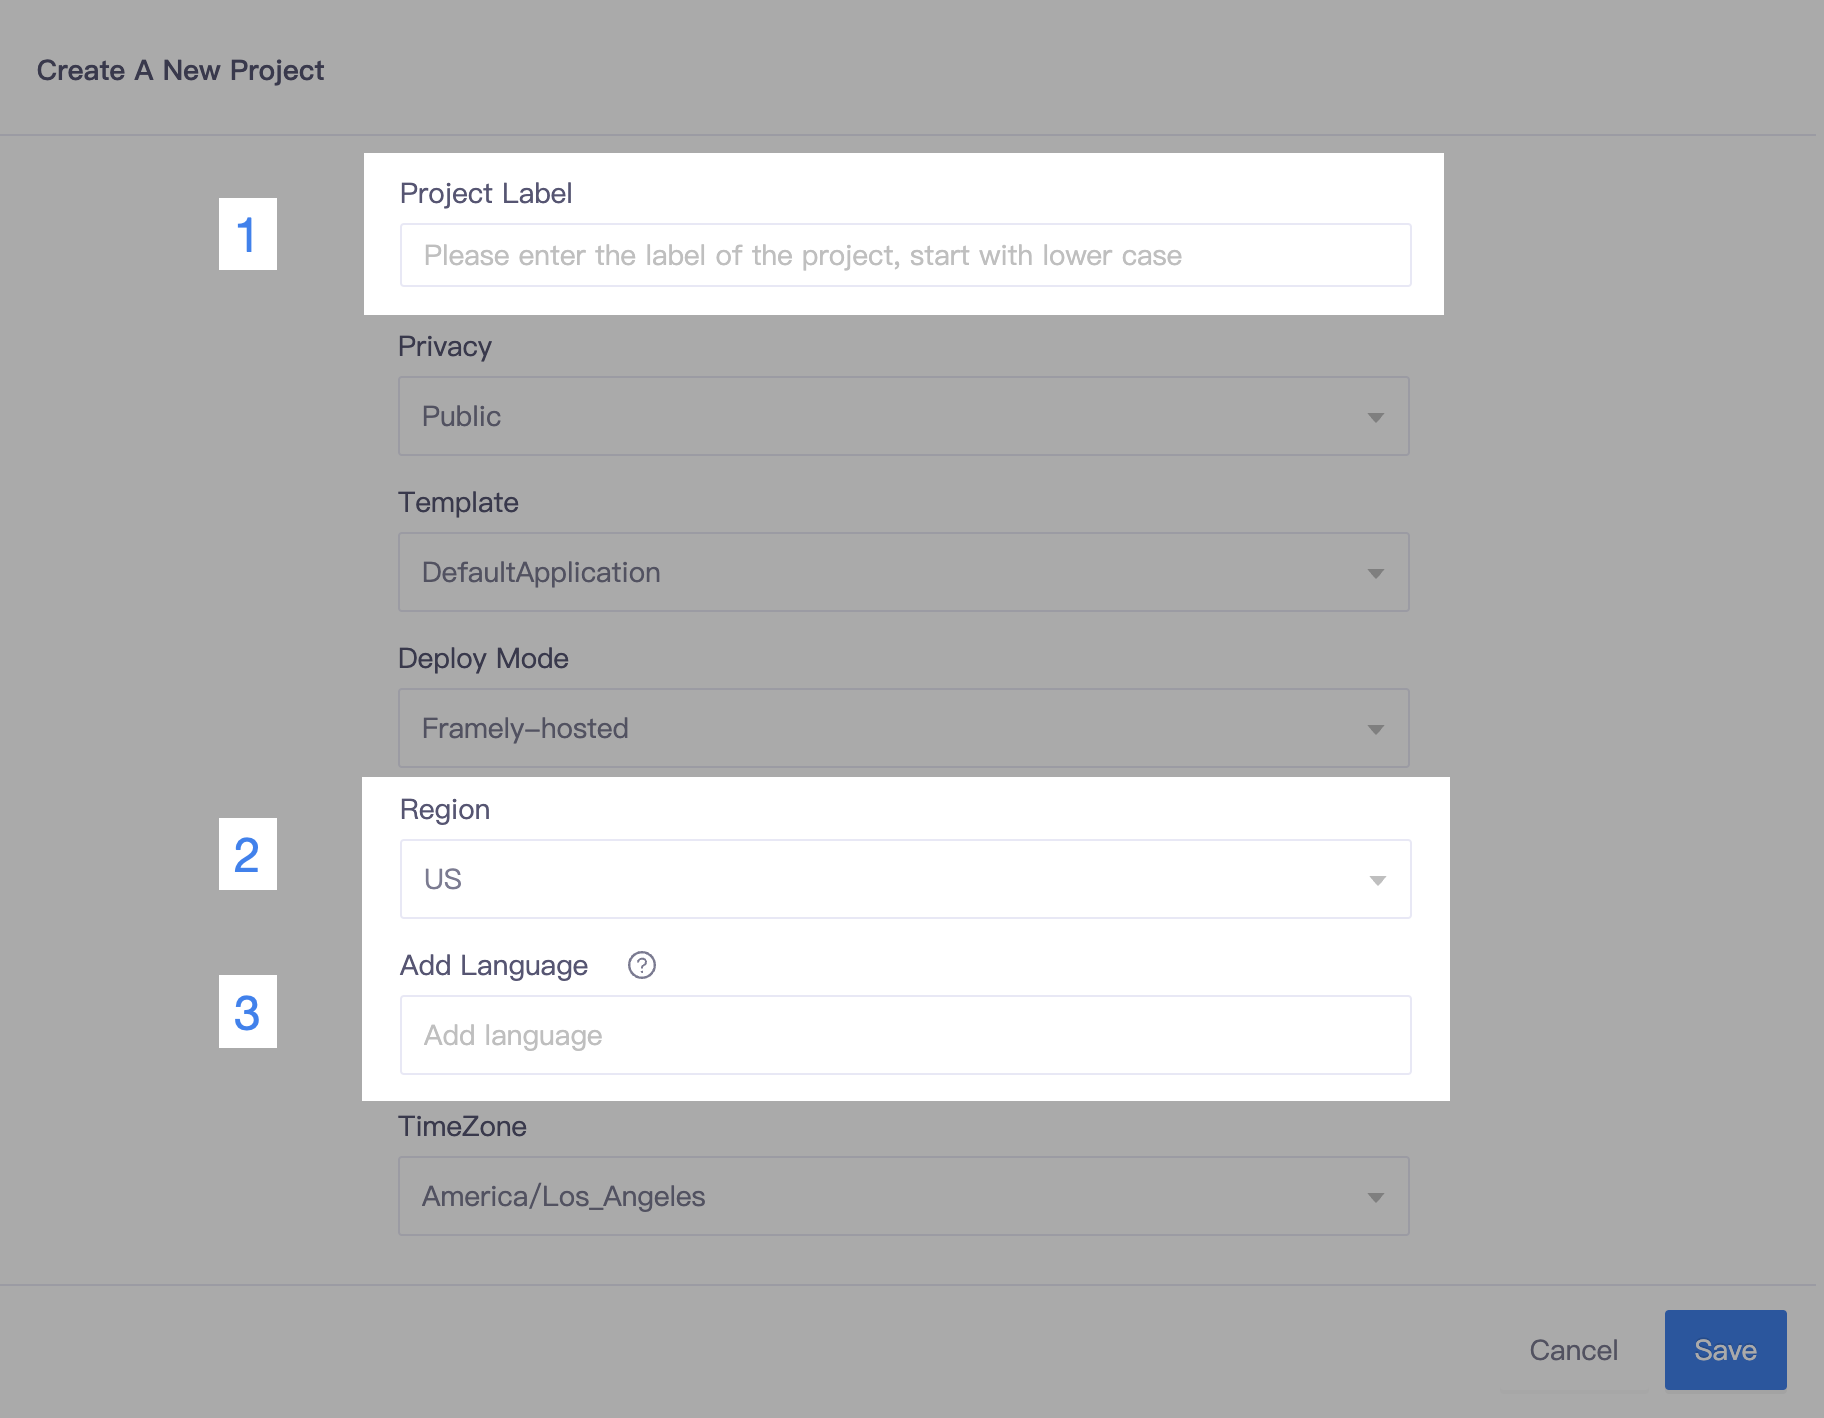 Create A New Project
1
Project Label
Please enter the label of the project, start with lower case
Privacy
Public
Template
DefaultApplication
Deploy Mode
Framely-hosted
2
Region
US
3
Add Language ?
Add language
TimeZone
America/Los_Angeles
Cancel Save